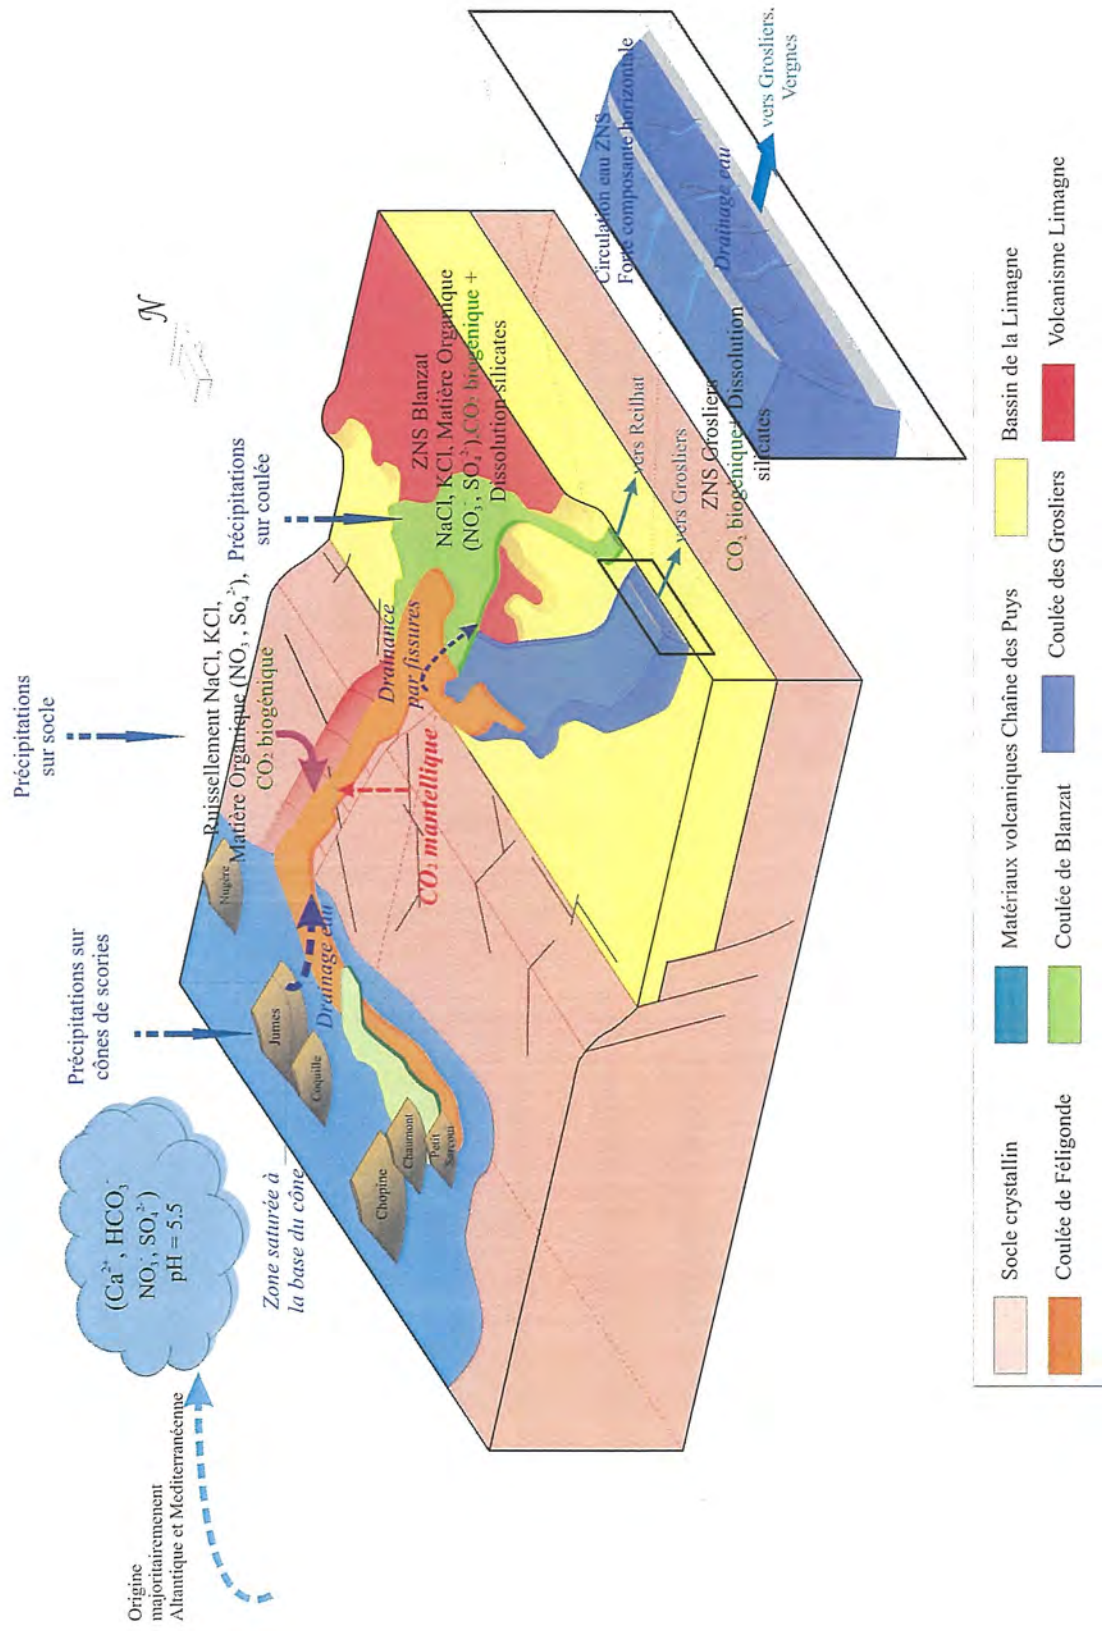 Origine
majoritairemement
Altantique et Mediterranéenne
(Ca²⁺, HCO₃⁻
NO₃⁻, SO₄²⁻)
pH = 5.5
Précipitations sur
cônes de scories
Précipitations
sur socle
Précipitations
sur coulée
N
Zone saturée à
la base du cône
Chopine
Chaumont
Petit
Sarcoui
Coquille
Jumes
Nugère
Drainage eau
Ruissellement NaCl, KCl,
Matière Organique (NO₃⁻, So₄²⁻),
CO₂ biogénique
CO₂ mantellique
Drainance
par fissures
ZNS Blanzat
NaCl, KCl, Matière Organique
(NO₃⁻, SO₄²⁻),CO₂ biogénique +
Dissolution silicates
vers Reilhat
vers Grosliers
ZNS Grosliers
CO₂ biogénique+ Dissolution
silicates
Circulation eau ZNS
Forte composante horizontale
Drainage eau
vers Grosliers,
Vergnes
Socle crystallin
Matériaux volcaniques Chaîne des Puys
Bassin de la Limagne
Coulée de Féligonde
Coulée de Blanzat
Coulée des Grosliers
Volcanisme Limagne